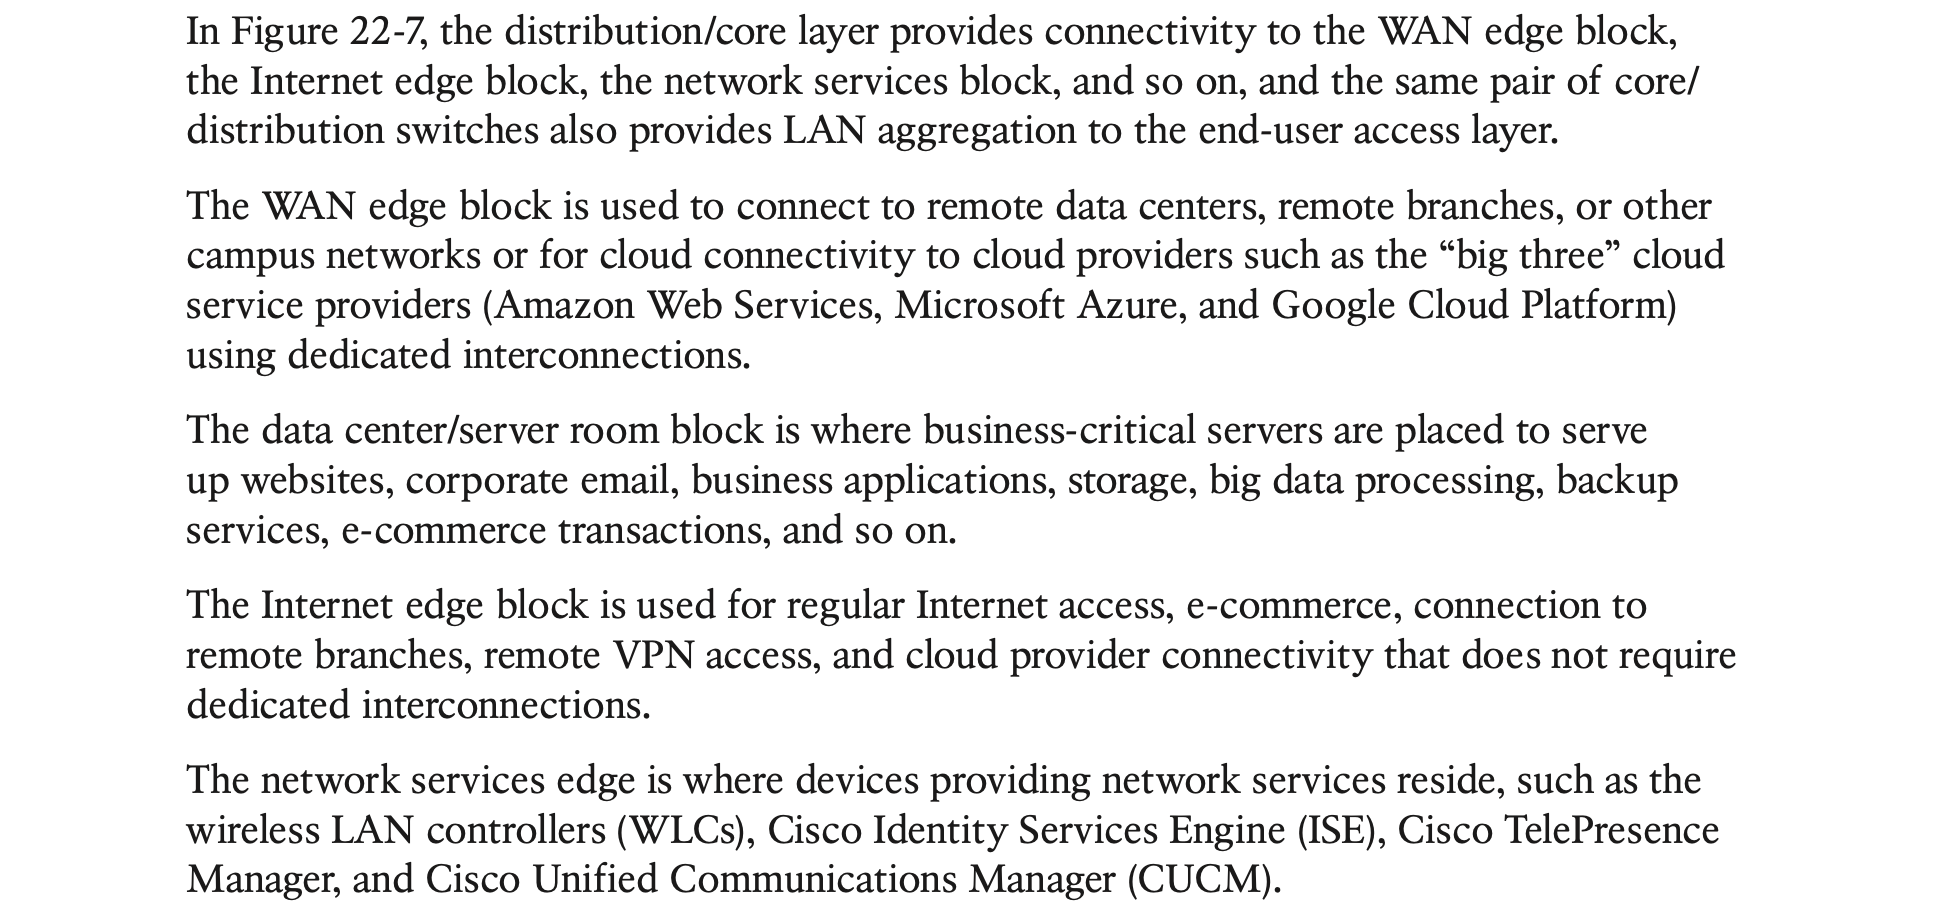 In Figure 22-7, the distribution/core layer provides connectivity to the WAN edge block,
the Internet edge block, the network services block, and so on, and the same pair of core/
distribution switches also provides LAN aggregation to the end-user access layer.
The WAN edge block is used to connect to remote data centers, remote branches, or other
campus networks or for cloud connectivity to cloud providers such as the “big three” cloud
service providers (Amazon Web Services, Microsoft Azure, and Google Cloud Platform)
using dedicated interconnections.
The data center/server room block is where business-critical servers are placed to serve
up websites, corporate email, business applications, storage, big data processing, backup
services, e-commerce transactions, and so on.
The Internet edge block is used for regular Internet access, e-commerce, connection to
remote branches, remote VPN access, and cloud provider connectivity that does not require
dedicated interconnections.
The network services edge is where devices providing network services reside, such as the
wireless LAN controllers (WLCs), Cisco Identity Services Engine (ISE), Cisco TelePresence
Manager, and Cisco Unified Communications Manager (CUCM).